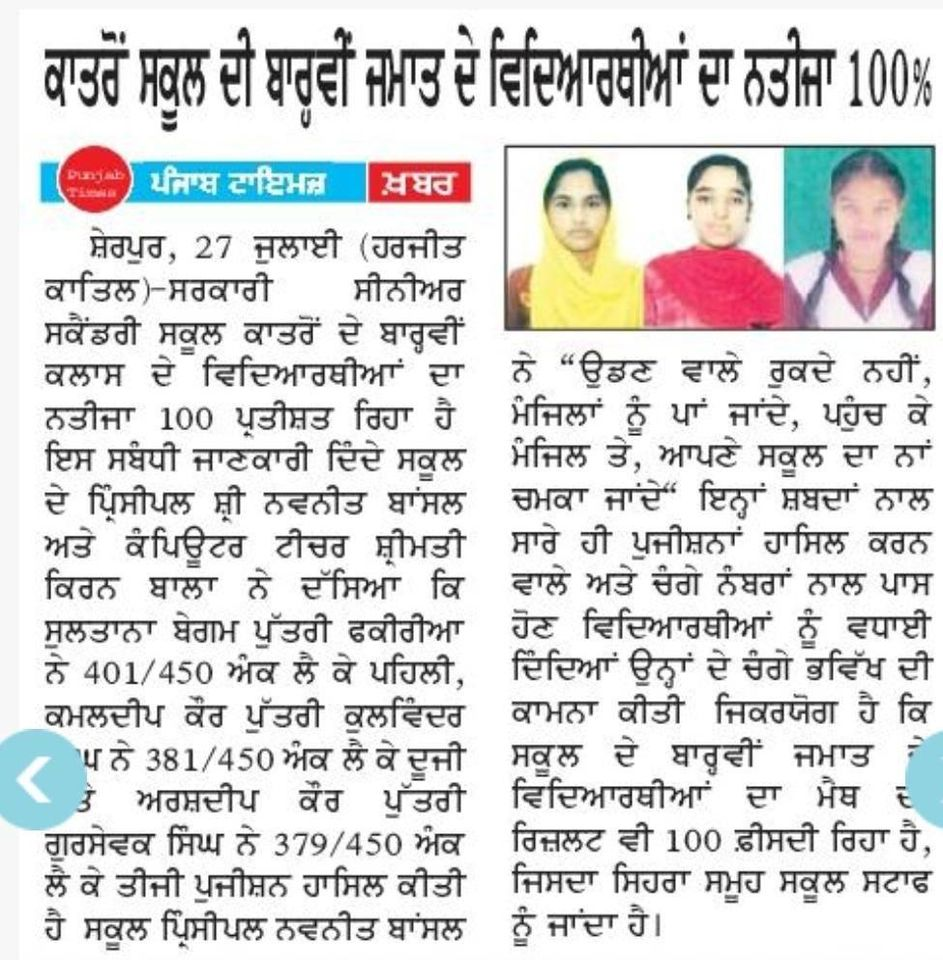 ਕਾਤਰੋਂ ਸਕੂਲ ਦੀ ਬਾਰ੍ਹਵੀਂ ਜਮਾਤ ਦੇ ਵਿਦਿਆਰਥੀਆਂ ਦਾ ਨਤੀਜਾ 100%
Punjab
Times
ਪੰਜਾਬ ਟਾਇਮਜ਼ ਖ਼ਬਰ
ਸ਼ੇਰਪੁਰ, 27 ਜੁਲਾਈ (ਹਰਜੀਤ
ਕਾਤਿਲ)-ਸਰਕਾਰੀ ਸੀਨੀਅਰ
ਸਕੈਂਡਰੀ ਸਕੂਲ ਕਾਤਰੋਂ ਦੇ ਬਾਰ੍ਹਵੀਂ
ਕਲਾਸ ਦੇ ਵਿਦਿਆਰਥੀਆਂ ਦਾ
ਨਤੀਜਾ 100 ਪ੍ਰਤੀਸ਼ਤ ਰਿਹਾ ਹੈ
ਇਸ ਸਬੰਧੀ ਜਾਣਕਾਰੀ ਦਿੰਦੇ ਸਕੂਲ
ਦੇ ਪ੍ਰਿੰਸੀਪਲ ਸ਼੍ਰੀ ਨਵਨੀਤ ਬਾਂਸਲ
ਅਤੇ ਕੰਪਿਊਟਰ ਟੀਚਰ ਸ਼੍ਰੀਮਤੀ
ਕਿਰਨ ਬਾਲਾ ਨੇ ਦੱਸਿਆ ਕਿ
ਸੁਲਤਾਨਾ ਬੇਗਮ ਪੁੱਤਰੀ ਫਕੀਰੀਆ
ਨੇ 401/450 ਅੰਕ ਲੈ ਕੇ ਪਹਿਲੀ,
ਕਮਲਦੀਪ ਕੌਰ ਪੁੱਤਰੀ ਕੁਲਵਿੰਦਰ
ਨੇ 381/450 ਅੰਕ ਲੈ ਕੇ ਦੂਜੀ
ਅਰਸ਼ਦੀਪ ਕੌਰ ਪੁੱਤਰੀ
ਗੁਰਸੇਵਕ ਸਿੰਘ ਨੇ 379/450 ਅੰਕ
ਲੈ ਕੇ ਤੀਜੀ ਪੁਜੀਸ਼ਨ ਹਾਸਿਲ ਕੀਤੀ
ਹੈ ਸਕੂਲ ਪ੍ਰਿੰਸੀਪਲ ਨਵਨੀਤ ਬਾਂਸਲ
ਨੇ “ਉਡਣ ਵਾਲੇ ਰੁਕਦੇ ਨਹੀਂ,
ਮੰਜਿਲਾਂ ਨੂੰ ਪਾਂ ਜਾਂਦੇ, ਪਹੁੰਚ ਕੇ
ਮੰਜਿਲ ਤੇ, ਆਪਣੇ ਸਕੂਲ ਦਾ ਨਾਂ
ਚਮਕਾ ਜਾਂਦੇ“ ਇਨ੍ਹਾਂ ਸ਼ਬਦਾਂ ਨਾਲ
ਸਾਰੇ ਹੀ ਪੁਜੀਸ਼ਨਾਂ ਹਾਸਿਲ ਕਰਨ
ਵਾਲੇ ਅਤੇ ਚੰਗੇ ਨੰਬਰਾਂ ਨਾਲ ਪਾਸ
ਹੋਣ ਵਿਦਿਆਰਥੀਆਂ ਨੂੰ ਵਧਾਈ
ਦਿੰਦਿਆਂ ਉਨ੍ਹਾਂ ਦੇ ਚੰਗੇ ਭਵਿੱਖ ਦੀ
ਕਾਮਨਾ ਕੀਤੀ ਜਿਕਰਯੋਗ ਹੈ ਕਿ
ਸਕੂਲ ਦੇ ਬਾਰ੍ਹਵੀਂ ਜਮਾਤ
ਵਿਦਿਆਰਥੀਆਂ ਦਾ ਮੈਥ
ਰਿਜ਼ਲਟ ਵੀ 100 ਫ਼ੀਸਦੀ ਰਿਹਾ ਹੈ,
ਜਿਸਦਾ ਸਿਹਰਾ ਸਮੂਹ ਸਕੂਲ ਸਟਾਫ
ਨੂੰ ਜਾਂਦਾ ਹੈ।